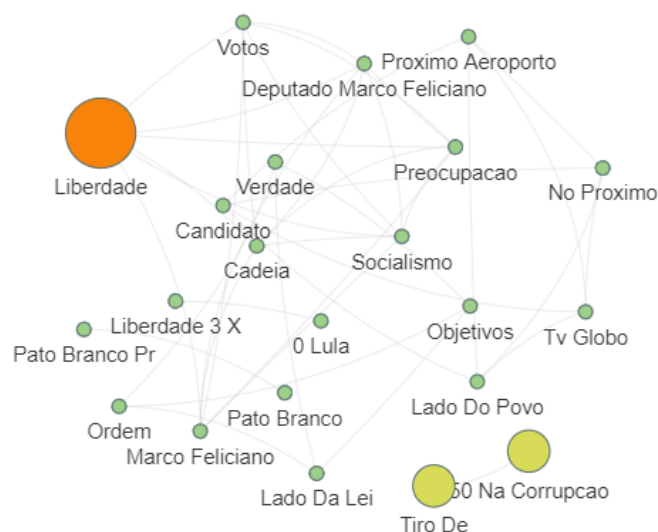 Votos
Proximo Aeroporto
Deputado Marco Feliciano
Preocupacao
Liberdade
Verdade
No Proximo
Candidato
Socialismo
Cadeia
Liberdade 3 X
Objetivos
Tv Globo
0 Lula
Pato Branco Pr
Lado Do Povo
Pato Branco
Ordem
Marco Feliciano
50 Na Corrupcao
Lado Da Lei
Tiro De